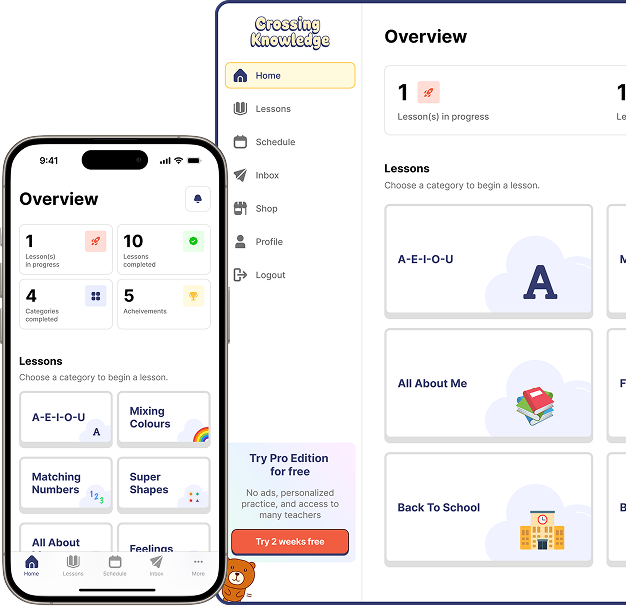 Crossing
Knowledge
Home
Lessons
Schedule
Inbox
Shop
Profile
Logout
Try Pro Edition
for free
No ads, personalized
practice, and access to
many teachers
Try 2 weeks free
Overview
1
Lesson(s) in progress
1
Le
Lessons
Choose a category to begin a lesson.
A-E-I-O-U
A
M
All About Me
F
Back To School
B
9:41
Overview
1
Lesson(s)
in progress
10
Lessons
completed
4
Categories
completed
5
Acheivements
Lessons
Choose a category to begin a lesson.
A-E-I-O-U
A
Mixing
Colours
Matching
Numbers
1 2 3
Super
Shapes
All About
Feelings
Home
Lessons
Schedule
Inbox
More